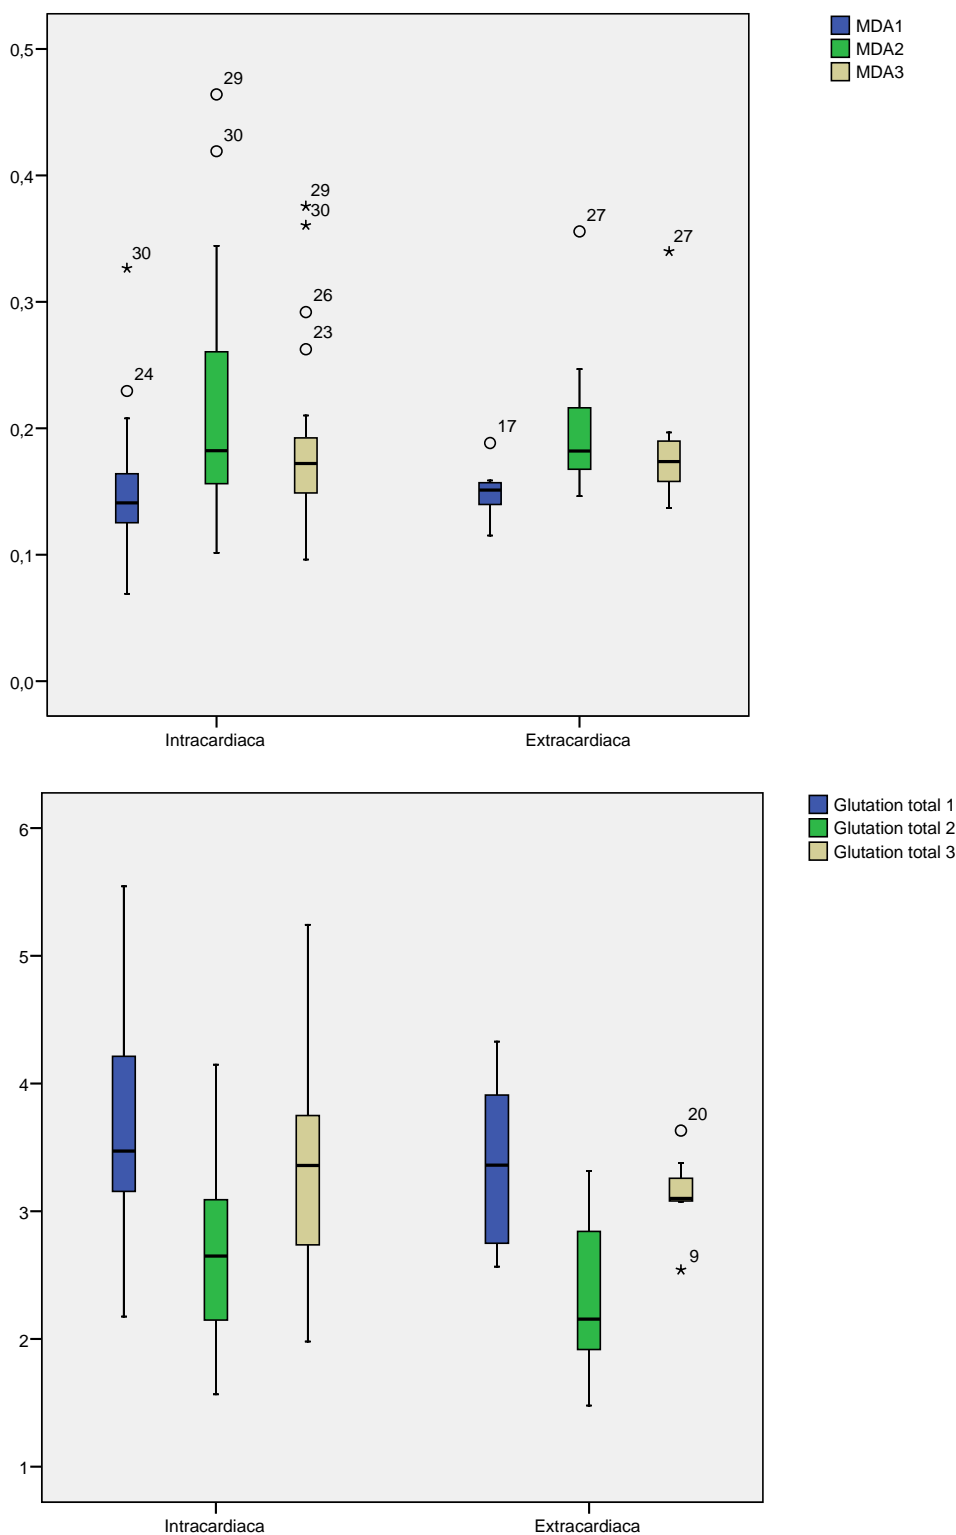 MDA1
MDA2
MDA3
0,5
0,4
0,3
0,2
0,1
0,0
29
30
30
24
29
30
26
23
17
27
27
Intracardiaca
Extracardiaca
Glutation total 1
Glutation total 2
Glutation total 3
6
5
4
3
2
1
20
9
Intracardiaca
Extracardiaca